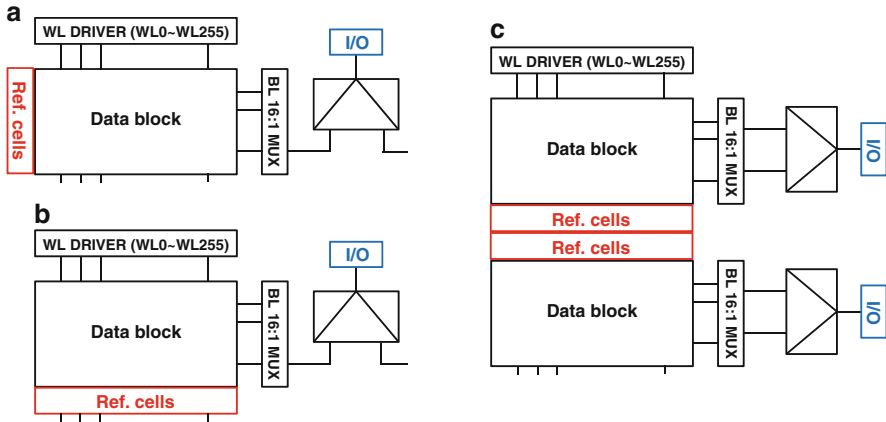 a
WL DRIVER (WL0~WL255)
I/O
Ref. cells
Data block
BL 16:1 MUX
b
WL DRIVER (WL0~WL255)
I/O
Data block
BL 16:1 MUX
Ref. cells
c
WL DRIVER (WL0~WL255)
Data block
BL 16:1 MUX
I/O
Ref. cells
Ref. cells
Data block
BL 16:1 MUX
I/O